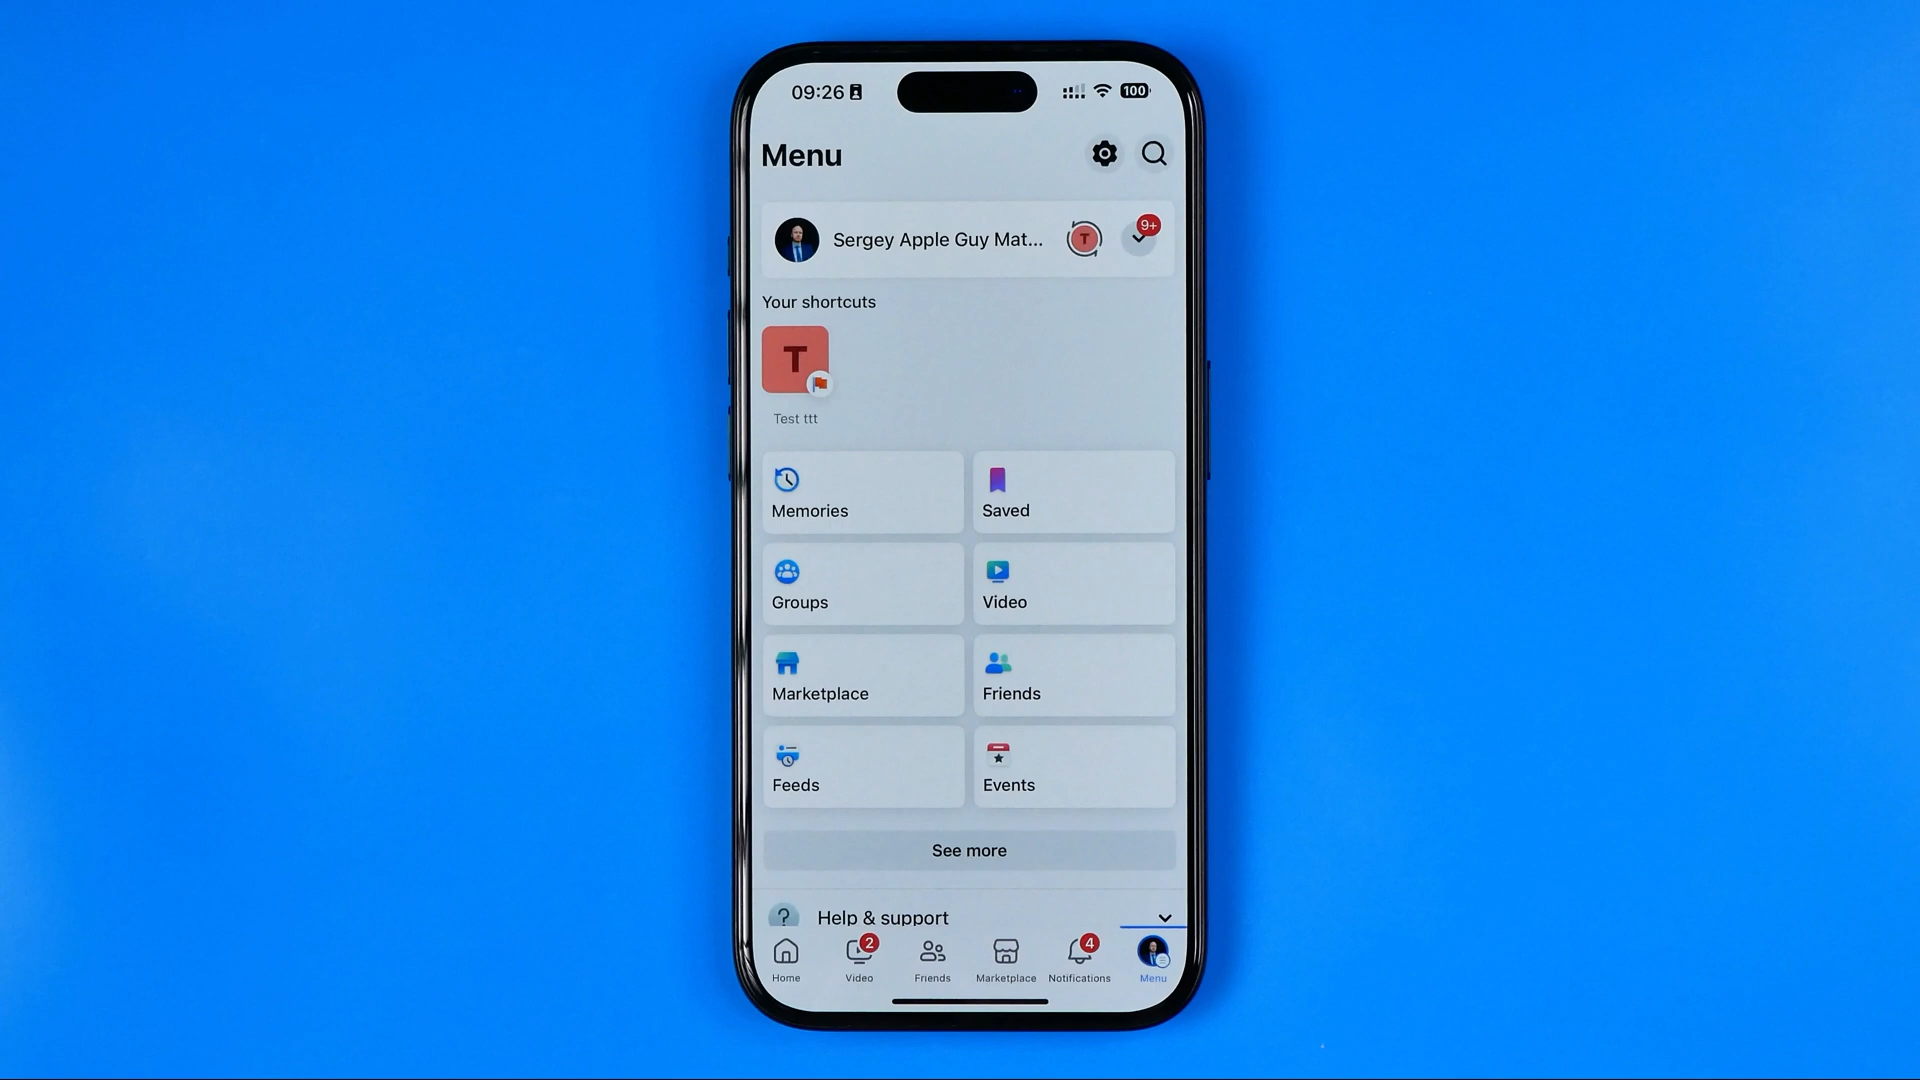 09:26
100
Menu
Sergey Apple Guy Mat...
T
9+
Your shortcuts
T
Test ttt
Memories
Saved
Groups
Video
Marketplace
Friends
Feeds
Events
See more
? Help & support
2
4
Home
Video
Friends
Marketplace
Notifications
Menu